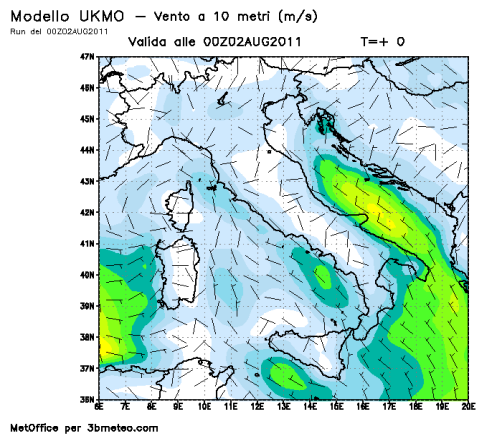 Modello UKMO – Vento a 10 metri (m/s)
Run del 00Z02AUG2011
Valida alle 00Z02AUG2011 T=+ 0
47N
46N
45N
44N
43N
42N
41N
40N
39N
38N
37N
36N
6E 7E 8E 9E 10E 11E 12E 13E 14E 15E 16E 17E 18E 19E 20E
MetOffice per 3bmeteo.com